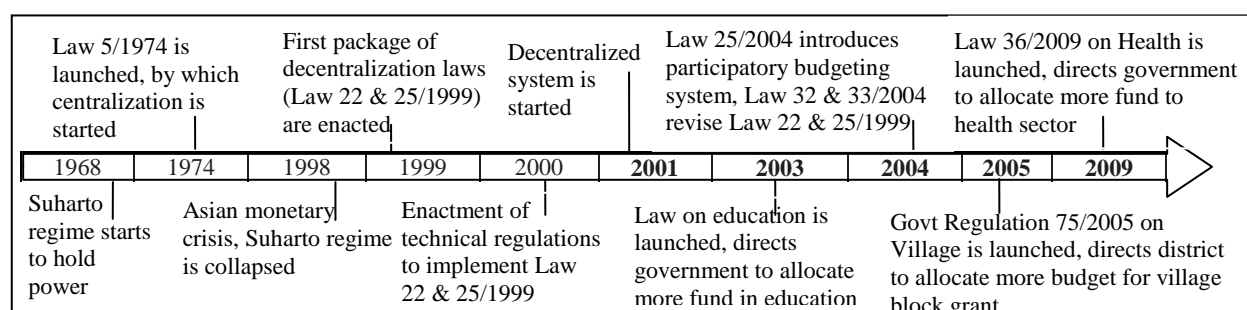 Law 5/1974 is
launched, by which
centralization is
started
First package of
decentralization laws
(Law 22 & 25/1999)
are enacted
Decentralized
system is
started
Law 25/2004 introduces
participatory budgeting
system, Law 32 & 33/2004
revise Law 22 & 25/1999
Law 36/2009 on Health is
launched, directs government
to allocate more fund to
health sector
1968 1974 1998 1999 2000 2001 2003 2004 2005 2009
Suharto
regime starts
to hold
power
Asian monetary
crisis, Suharto regime
is collapsed
Enactment of
technical regulations
to implement Law
22 & 25/1999
Law on education is
launched, directs
government to allocate
more fund in education
Govt Regulation 75/2005 on
Village is launched, directs district
to allocate more budget for village
block grant